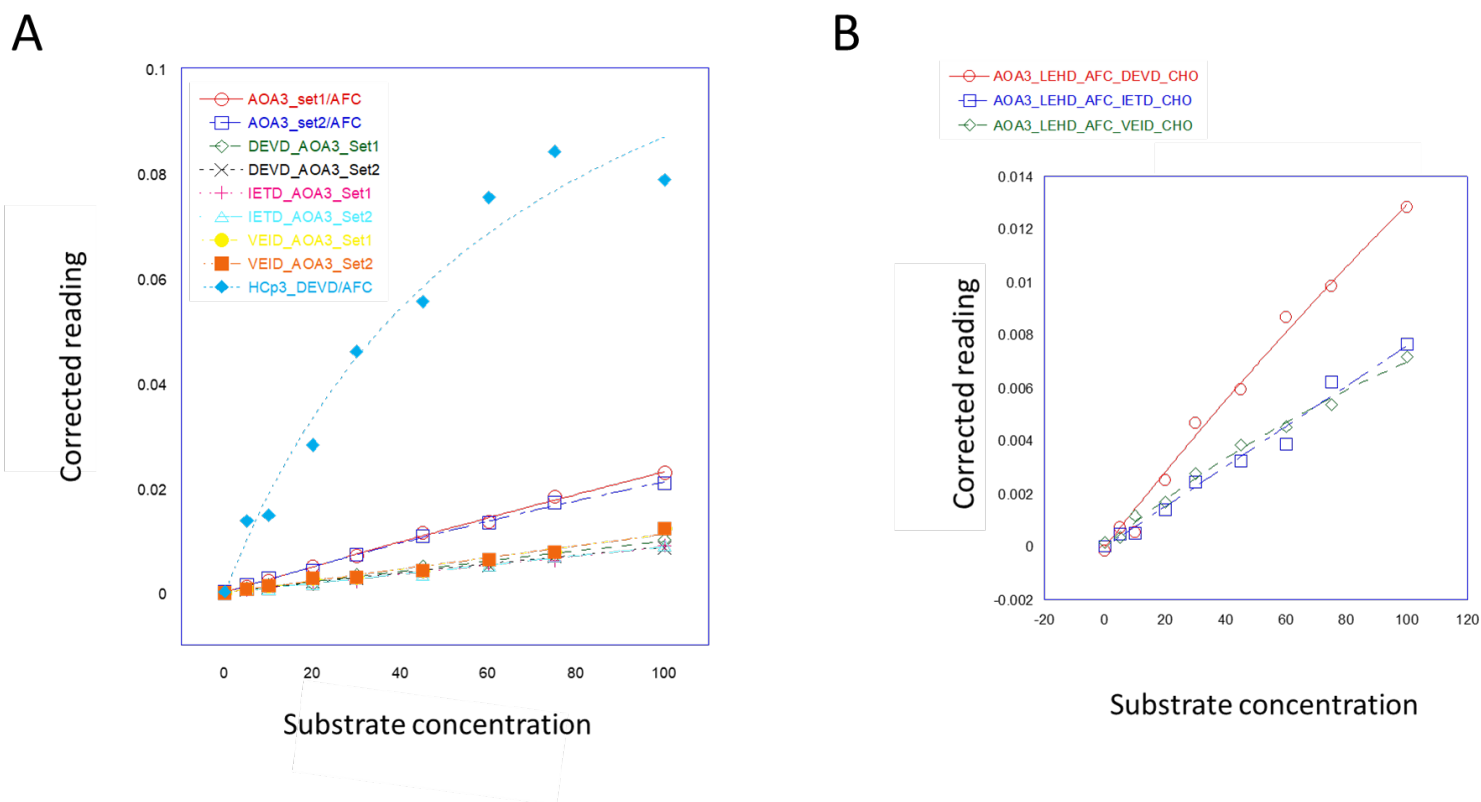 A
0.1
0.08
0.06
0.04
0.02
0
AOA3_set1/AFC
AOA3_set2/AFC
DEVD_AOA3_Set1
DEVD_AOA3_Set2
IETD_AOA3_Set1
IETD_AOA3_Set2
VEID_AOA3_Set1
VEID_AOA3_Set2
HCp3_DEVD/AFC
Corrected reading
0 20 40 60 80 100
Substrate concentration
B
AOA3_LEHD_AFC_DEVD_CHO
AOA3_LEHD_AFC_IETD_CHO
AOA3_LEHD_AFC_VEID_CHO
0.014
0.012
0.01
0.008
0.006
0.004
0.002
0
-0.002
Corrected reading
-20 0 20 40 60 80 100 120
Substrate concentration